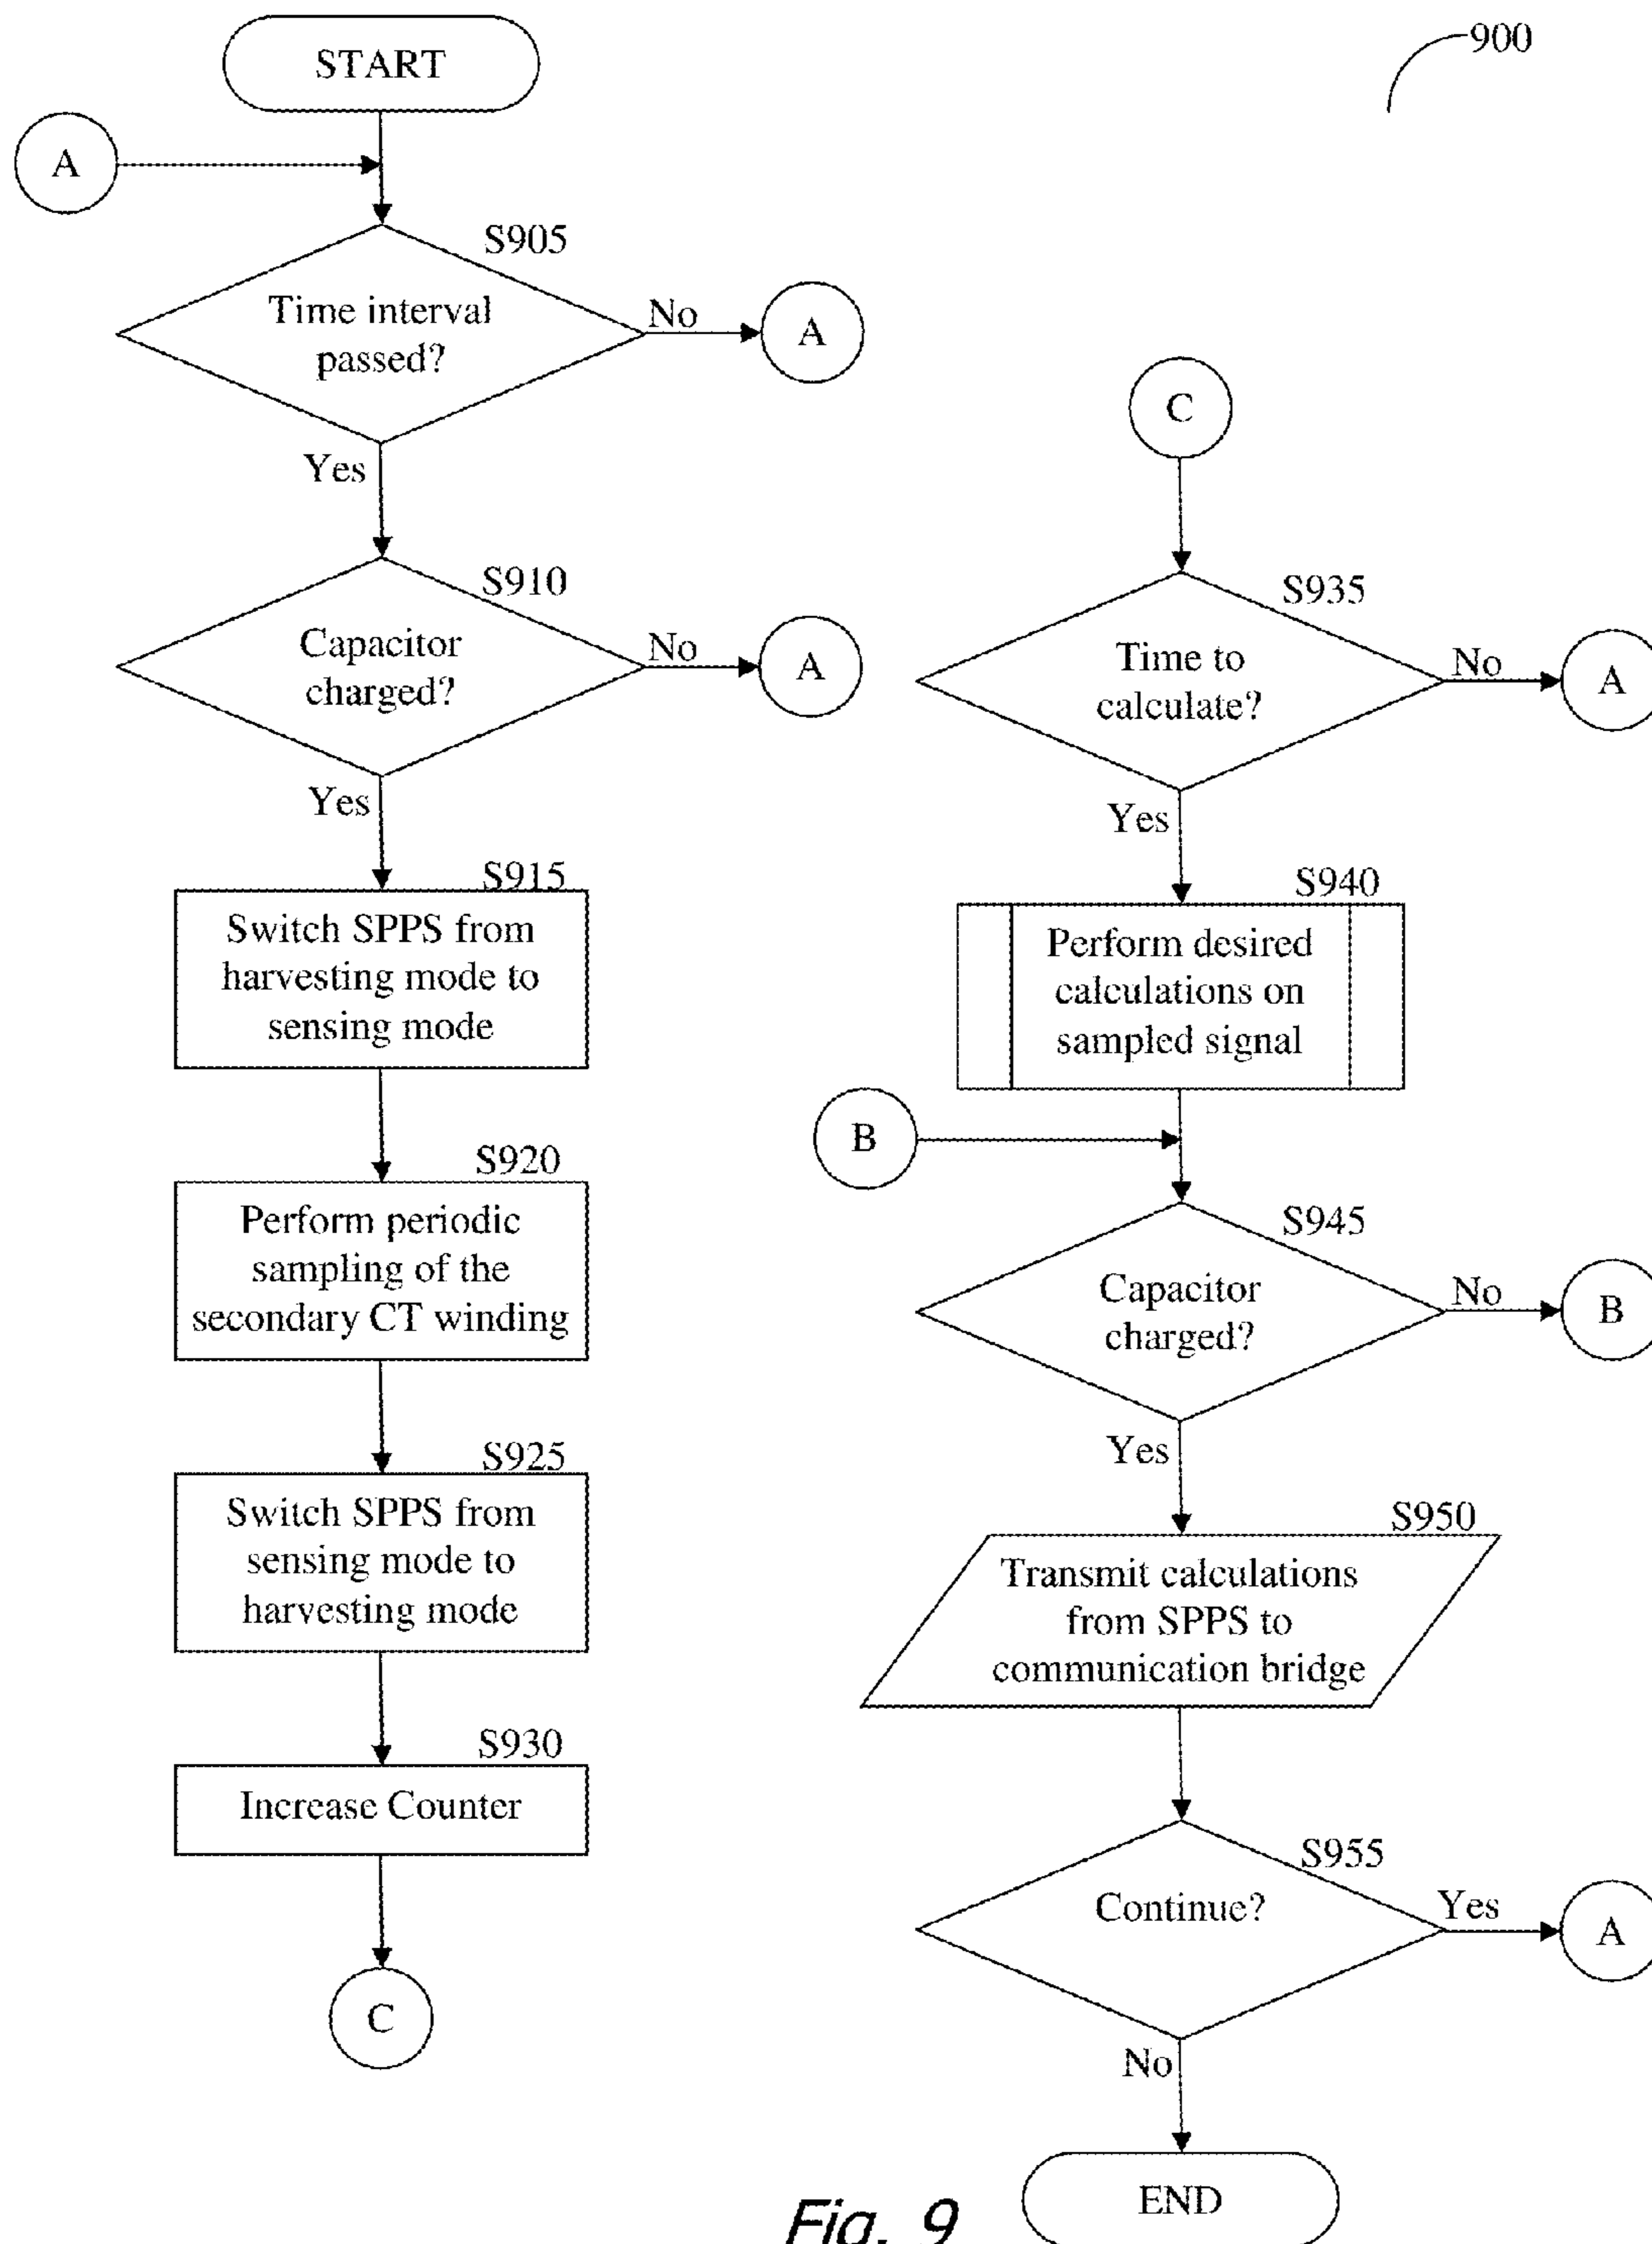 900
START
A
S905
Time interval
passed?
No
A
Yes
S910
Capacitor
charged?
No
A
Yes
S915
Switch SPPS from
harvesting mode to
sensing mode
S920
Perform periodic
sampling of the
secondary CT winding
S925
Switch SPPS from
sensing mode to
harvesting mode
S930
Increase Counter
C
C
S935
Time to
calculate?
No
A
Yes
S940
Perform desired
calculations on
sampled signal
B
S945
Capacitor
charged?
No
B
Yes
S950
Transmit calculations
from SPPS to
communication bridge
S955
Continue?
Yes
A
No
END
Fig. 9